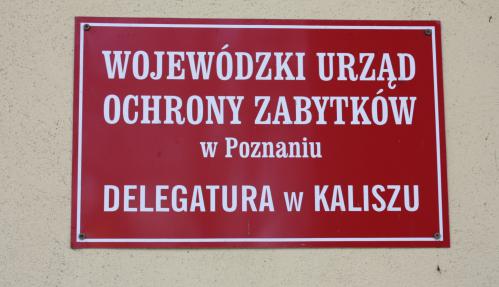 WOJEWÓDZKI URZĄD
OCHRONY ZABYTKÓW
w Poznaniu
DELEGATURA w KALISZU